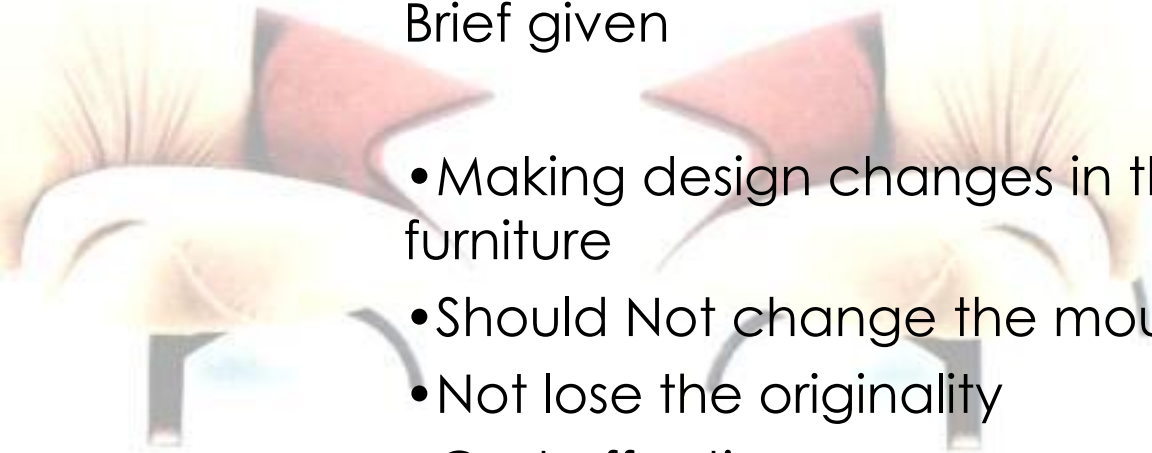 Brief given
•Making design changes in
furniture
•Should Not change the
•Not lose the originality